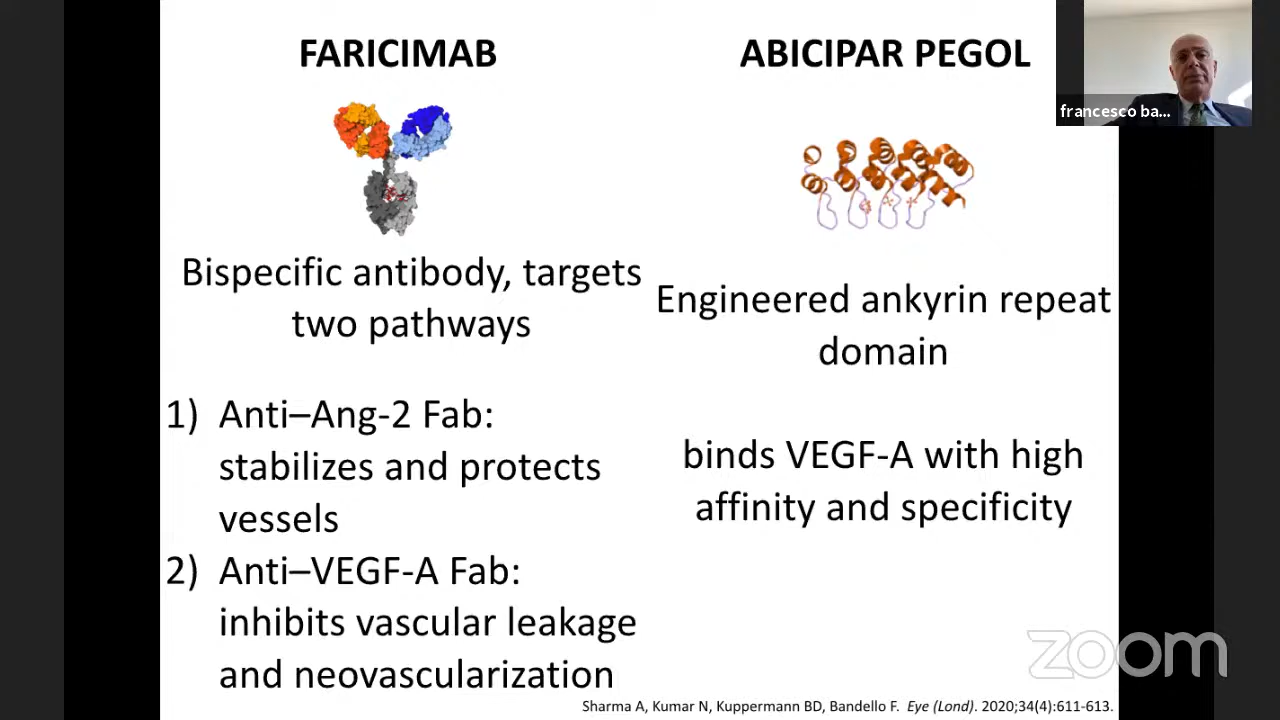 FARICIMAB
Bispecific antibody, targets
two pathways
1) Anti–Ang-2 Fab:
stabilizes and protects
vessels
2) Anti–VEGF-A Fab:
inhibits vascular leakage
and neovascularization
ABICIPAR PEGOL
Engineered ankyrin repeat
domain
binds VEGF-A with high
affinity and specificity
francesco ba...
zoom
Sharma A, Kumar N, Kuppermann BD, Bandello F. Eye (Lond). 2020;34(4):611-613.